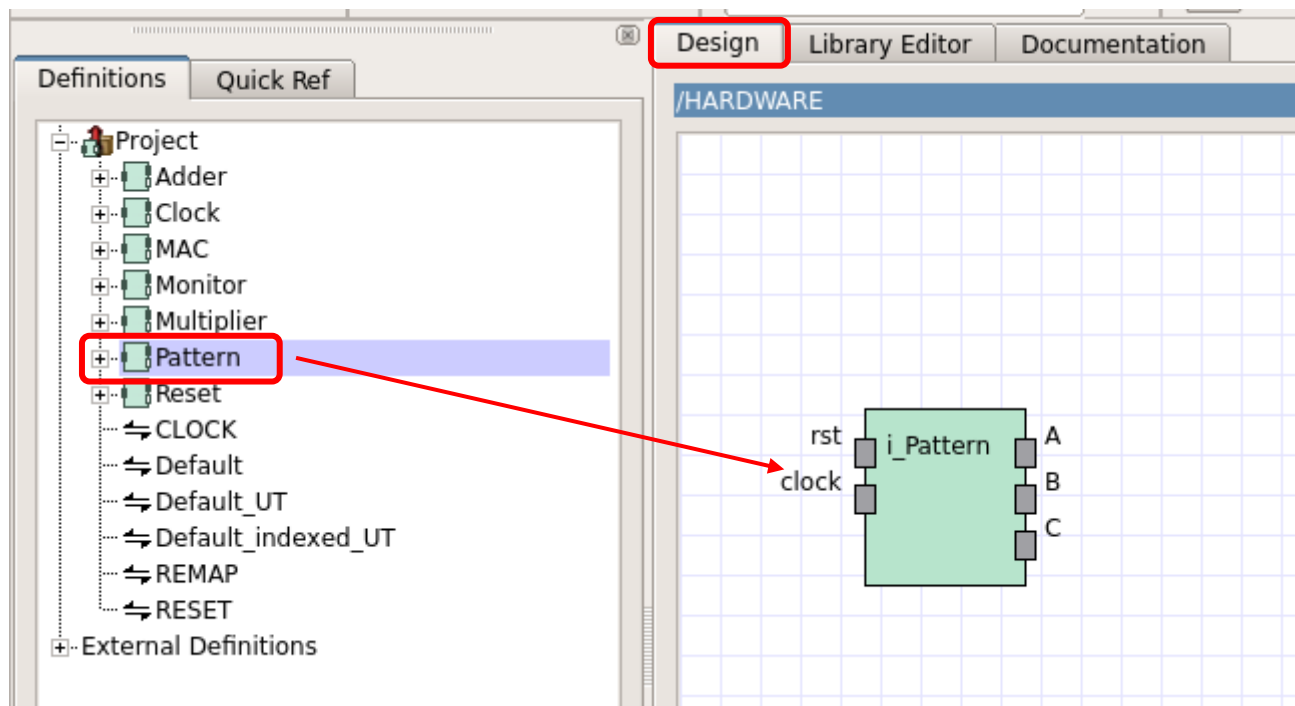 Definitions
Quick Ref
Project
Adder
Clock
MAC
Monitor
Multiplier
Pattern
Reset
CLOCK
Default
Default_UT
Default_indexed_UT
REMAP
RESET
External Definitions
Design
Library Editor
Documentation
/HARDWARE
rst
i_Pattern
A
clock
B
C